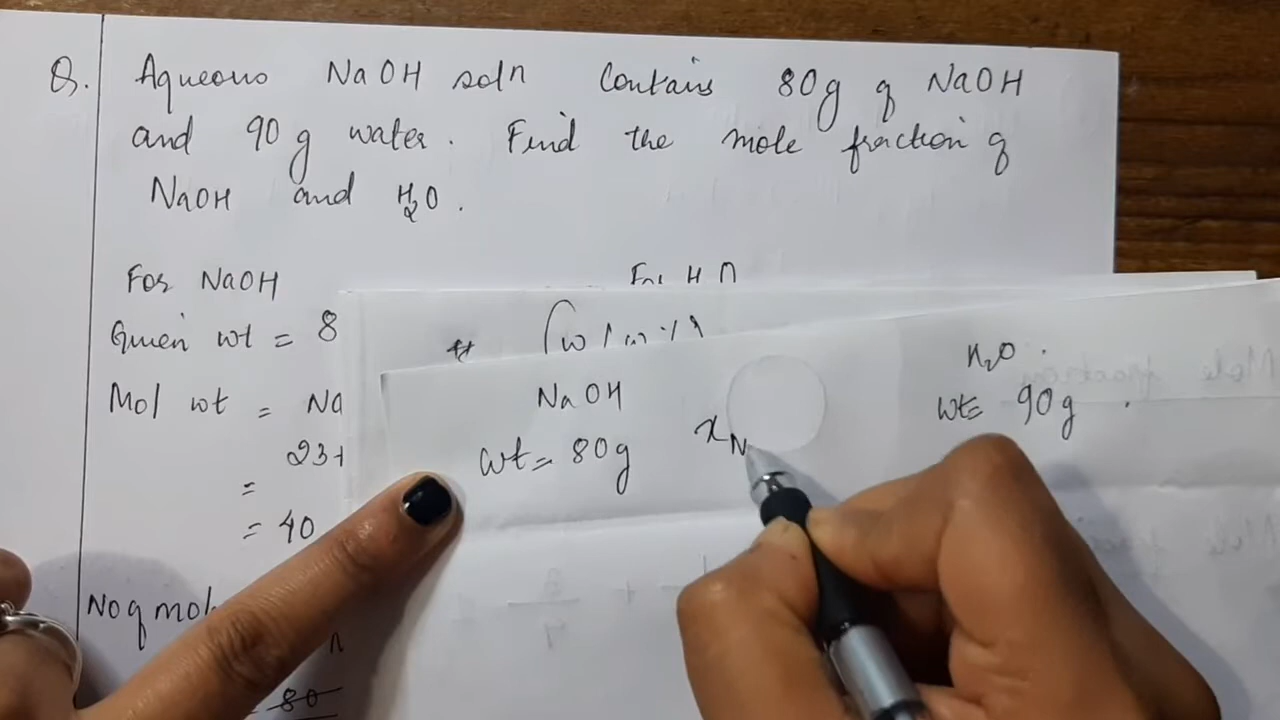 Q. Aqueous NaOH soln Contains 80g of NaOH
and 90g water. Find the mole fraction of
NaOH and H₂O.
For NaOH
Given wt = 8
Mol wt = Na
23+
=
= 40
No of mol
80
NaOH
wt = 80g
x N
H₂O.
wt = 90g.